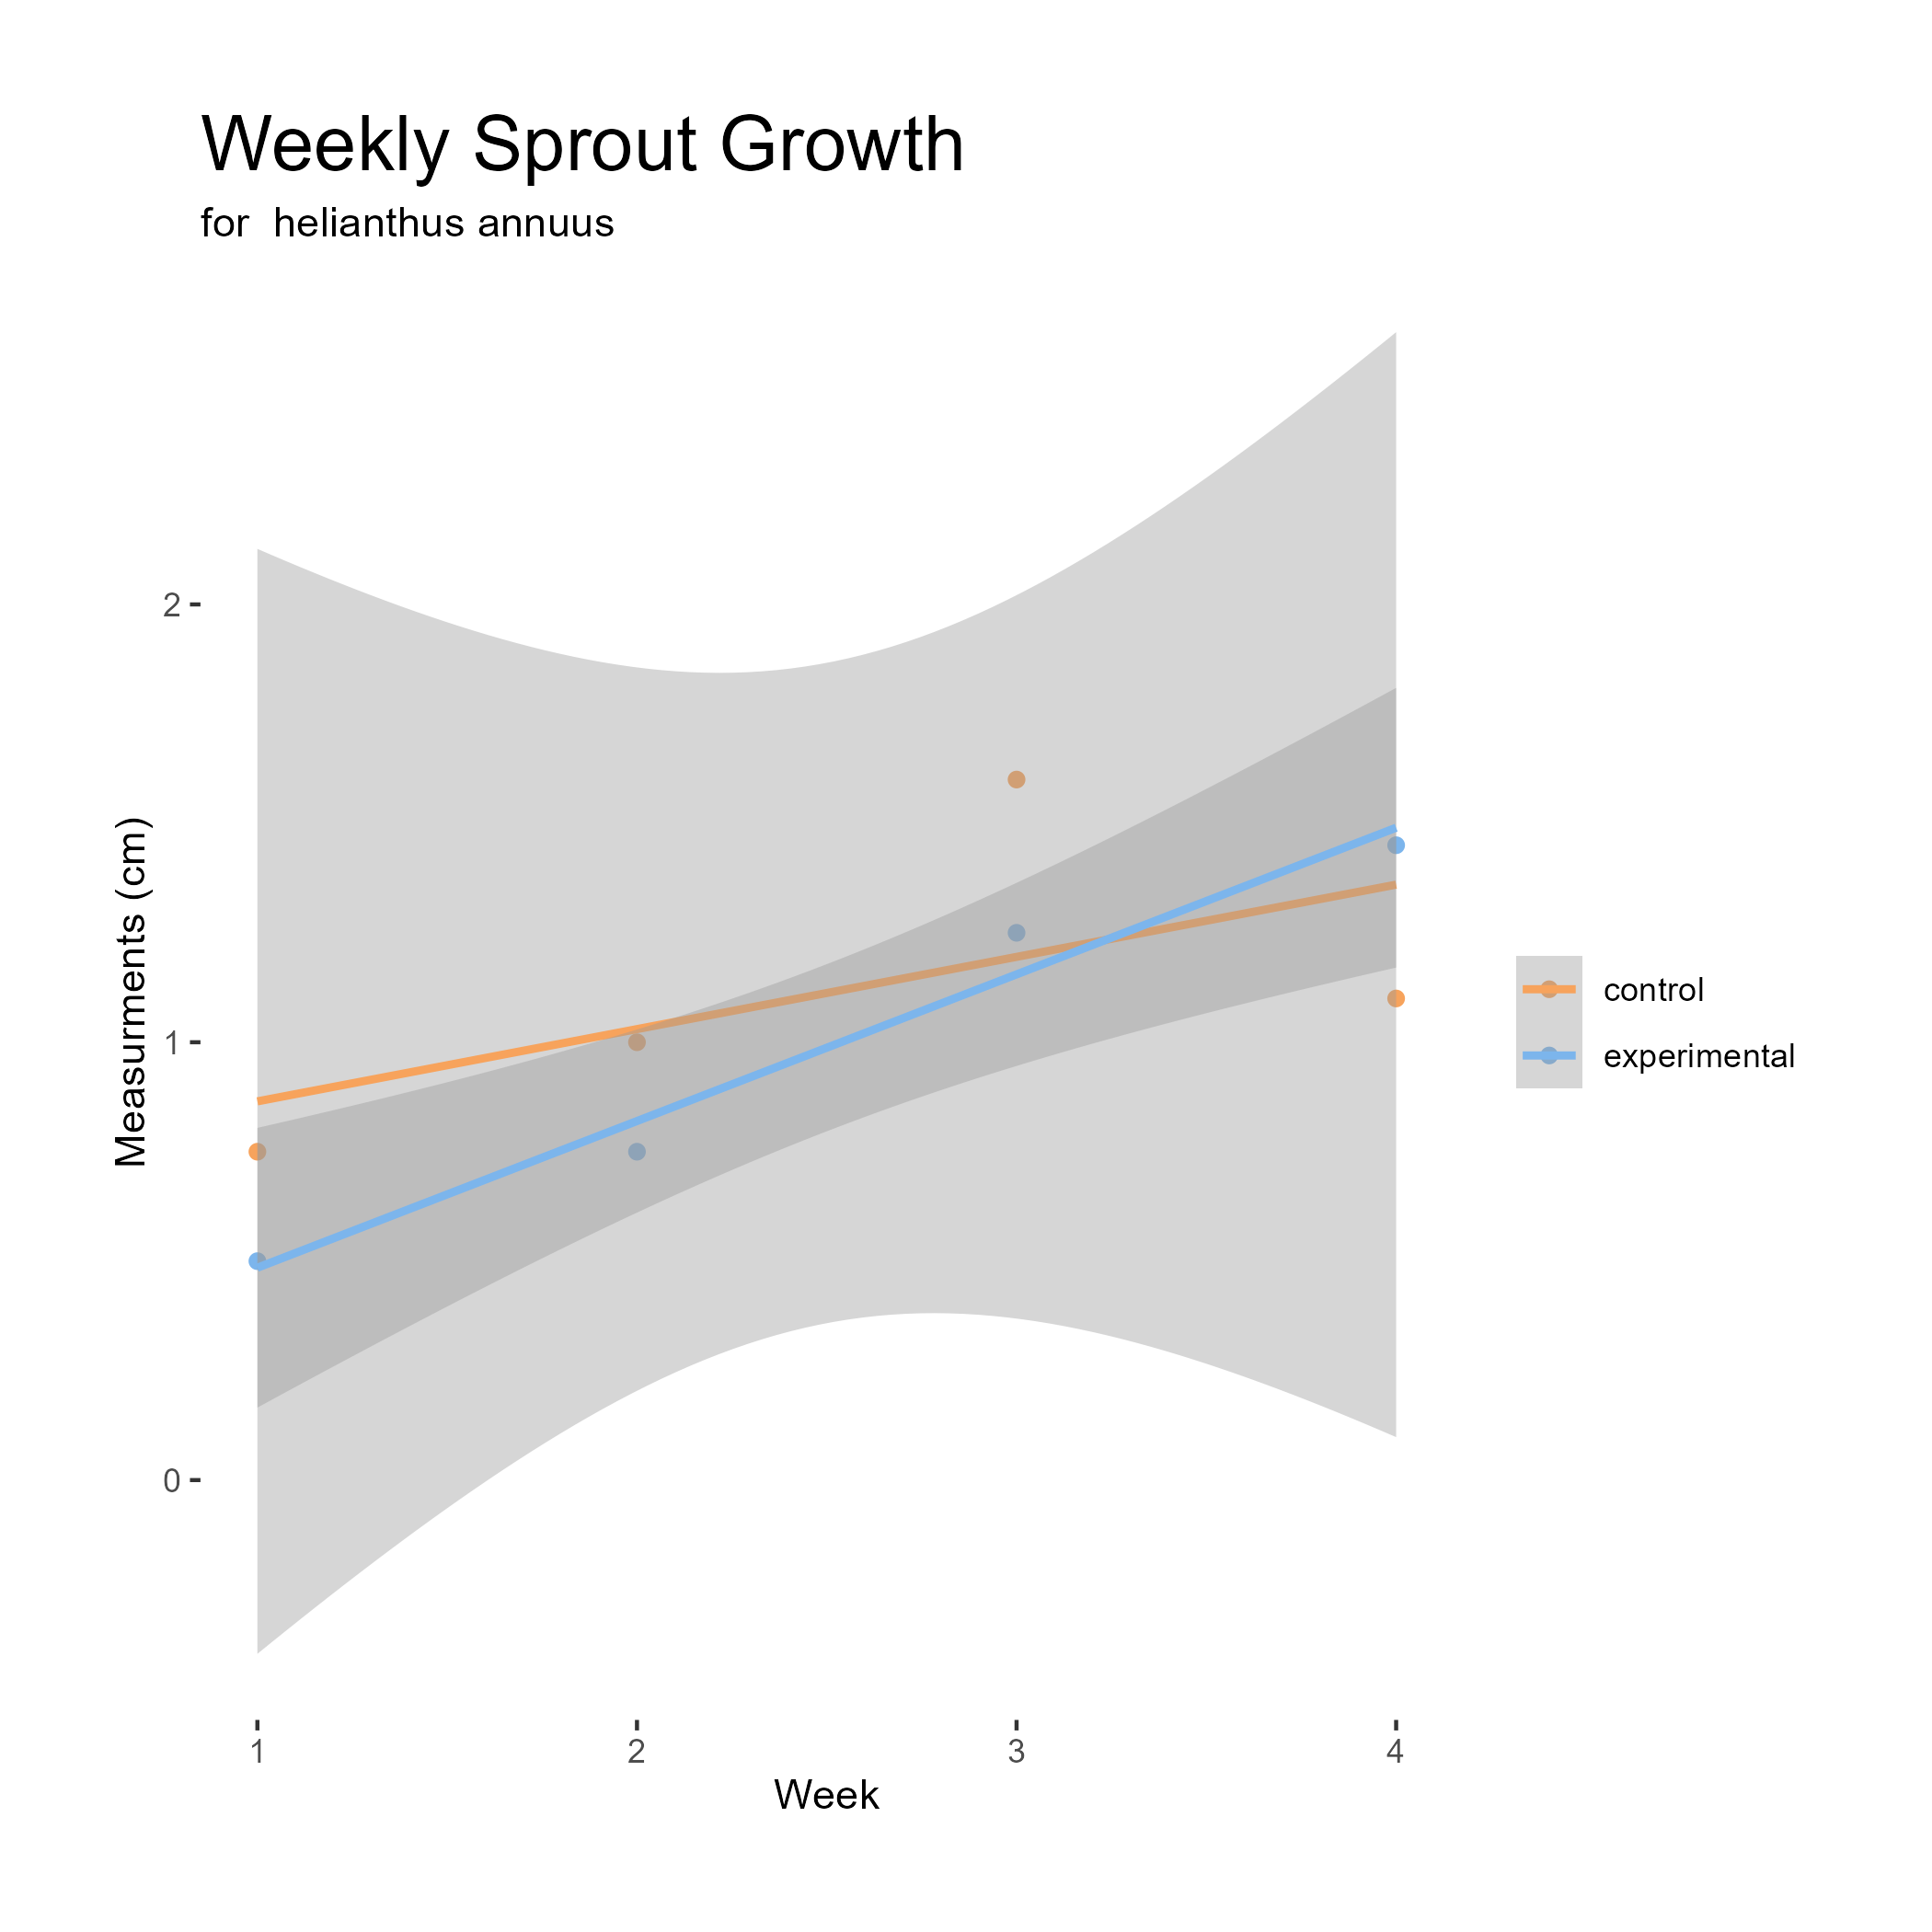 Weekly Sprout Growth
for  helianthus annuus
Measurments (cm)
2
1
0
1
2
3
4
Week
control
experimental